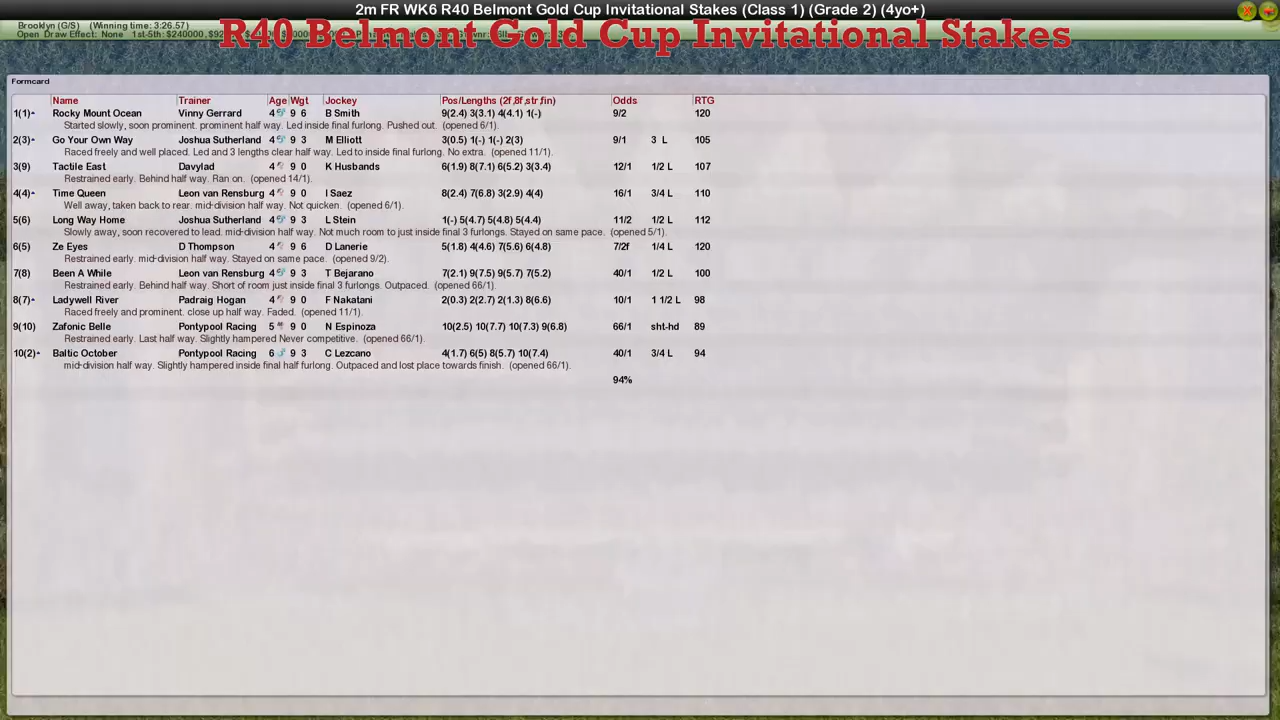 2m FR WK6 R40 Belmont Gold Cup Invitational Stakes (Class 1) (Grade 2) (4yo+)
Brooklyn (G/S) (Winning time: 3:26.57)
R40 Belmont Gold Cup Invitational Stakes
Open Draw Effect: None 1st-5th: $240000,
Formcard
Name Trainer Age Wgt Jockey Pos/Lengths (2f,8f,str,fin) Odds RTG
1(1) Rocky Mount Ocean Vinny Gerrard 4 9 6 B Smith 9(2.4) 3(3.1) 4(4.1) 1(-) 9/2 120
Started slowly, soon prominent. prominent half way. Led inside final furlong. Pushed out. (opened 6/1).
2(3) Go Your Own Way Joshua Sutherland 4 9 3 M Elliott 3(0.5) 1(-) 1(-) 2(3) 9/1 3 L 105
Raced freely and well placed. Led and 3 lengths clear half way. Led to inside final furlong. No extra. (opened 11/1).
3(9) Tactile East Davylad 4 9 0 K Husbands 6(1.9) 8(7.1) 6(5.2) 3(3.4) 12/1 1/2 L 107
Restrained early. Behind half way. Ran on. (opened 14/1).
4(4) Time Queen Leon van Rensburg 4 9 0 I Saez 8(2.4) 7(6.8) 3(2.9) 4(4) 16/1 3/4 L 110
Well away, taken back to rear. mid-division half way. Not quicken. (opened 6/1).
5(6) Long Way Home Joshua Sutherland 4 9 3 L Stein 1(-) 5(4.7) 5(4.8) 5(4.4) 11/2 1/2 L 112
Slowly away, soon recovered to lead. mid-division half way. Not much room to just inside final 3 furlongs. Stayed on same pace. (opened 5/1).
6(5) Ze Eyes D Thompson 4 9 6 D Lanerie 5(1.8) 4(4.6) 7(5.6) 6(4.8) 7/2f 1/4 L 120
Restrained early. mid-division half way. Stayed on same pace. (opened 9/2).
7(8) Been A While Leon van Rensburg 4 9 3 T Bejarano 7(2.1) 9(7.5) 9(5.7) 7(5.2) 40/1 1/2 L 100
Restrained early. Behind half way. Short of room just inside final 3 furlongs. Outpaced. (opened 66/1).
8(7) Ladywell River Padraig Hogan 4 9 0 F Nakatani 2(0.3) 2(2.7) 2(1.3) 8(6.6) 10/1 1 1/2 L 98
Raced freely and prominent. close up half way. Faded. (opened 11/1).
9(10) Zafonic Belle Pontypool Racing 5 9 0 N Espinoza 10(2.5) 10(7.7) 10(7.3) 9(6.8) 66/1 sht-hd 89
Restrained early. Last half way. Slightly hampered Never competitive. (opened 66/1).
10(2) Baltic October Pontypool Racing 6 9 3 C Lezcano 4(1.7) 6(5) 8(5.7) 10(7.4) 40/1 3/4 L 94
mid-division half way. Slightly hampered inside final half furlong. Outpaced and lost place towards finish. (opened 66/1).
94%